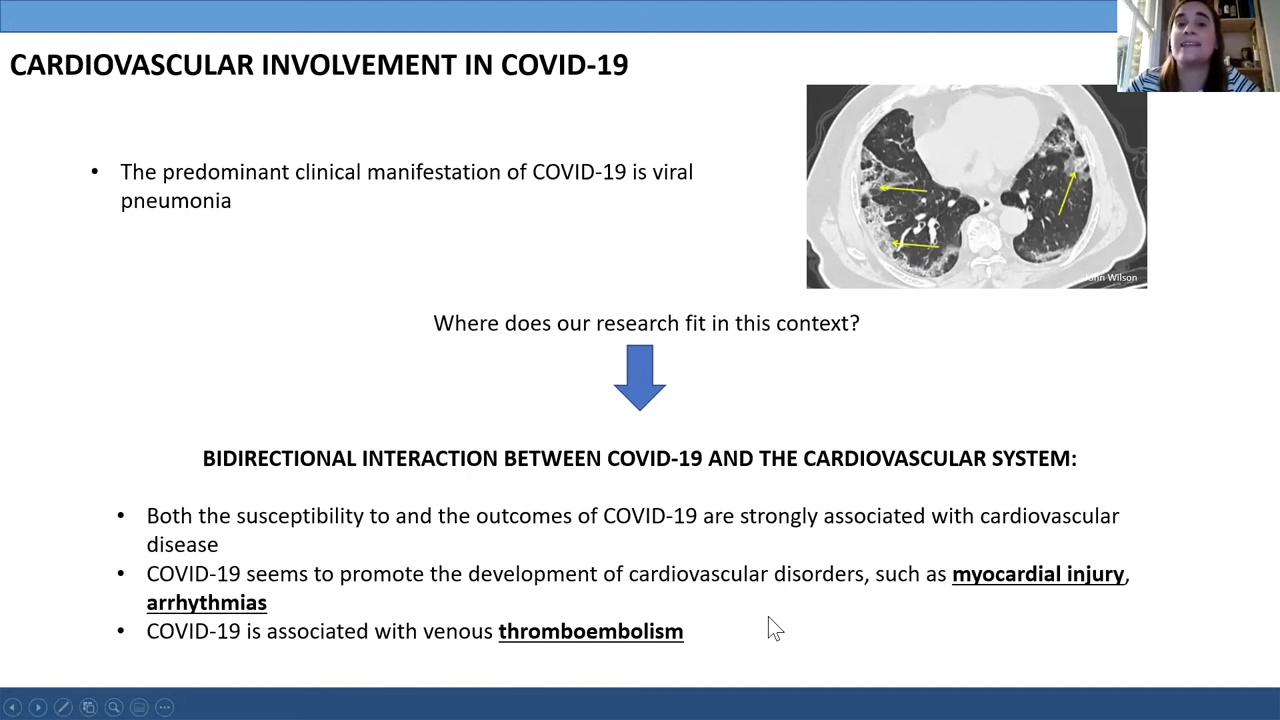 CARDIOVASCULAR INVOLVEMENT IN COVID-19
• The predominant clinical manifestation of COVID-19 is viral
pneumonia
John Wilson
Where does our research fit in this context?
BIDIRECTIONAL INTERACTION BETWEEN COVID-19 AND THE CARDIOVASCULAR SYSTEM:
• Both the susceptibility to and the outcomes of COVID-19 are strongly associated with cardiovascular
disease
• COVID-19 seems to promote the development of cardiovascular disorders, such as myocardial injury,
arrhythmias
• COVID-19 is associated with venous thromboembolism